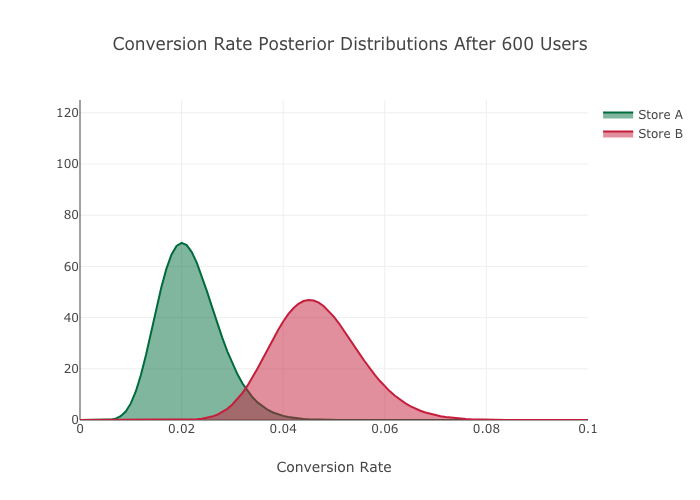 Conversion Rate Posterior Distributions After 600 Users
120
100
80
60
40
20
0
0 0.02 0.04 0.06 0.08 0.1
Conversion Rate
Store A
Store B